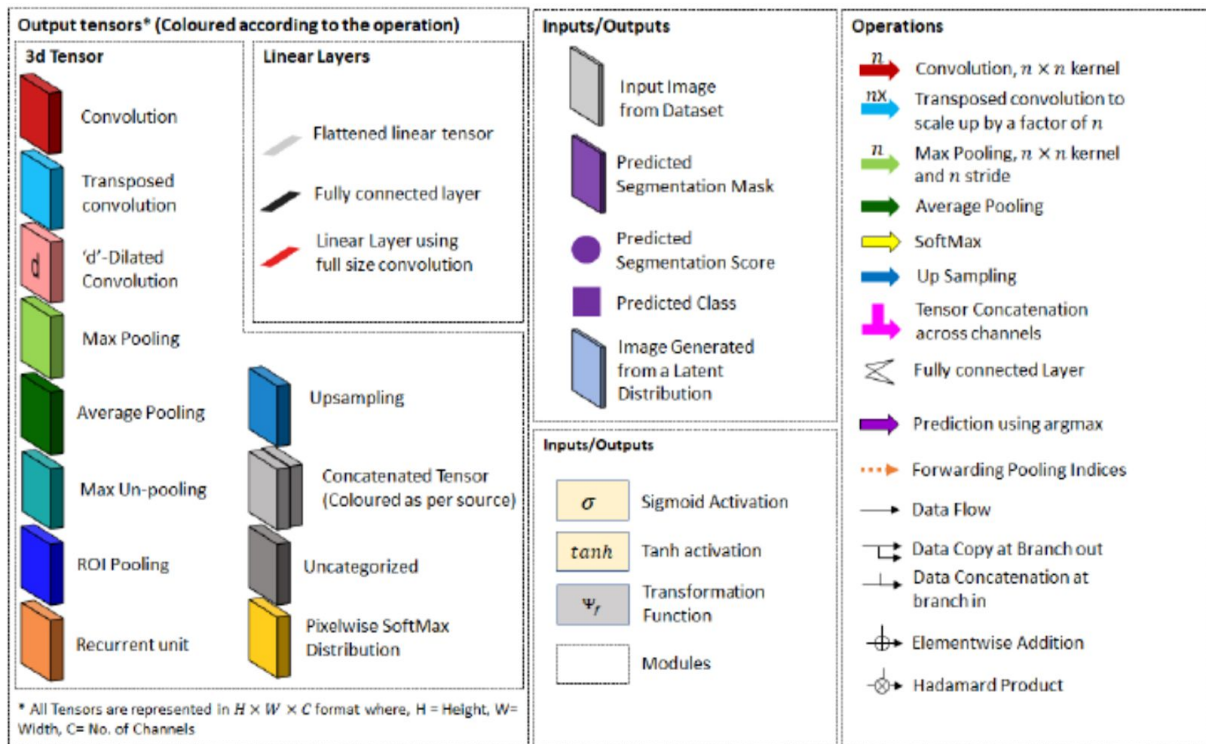 Output tensors* (Coloured according to the operation)
3d Tensor
Convolution
Transposed
convolution
d
'd'-Dilated
Convolution
Max Pooling
Average Pooling
Max Un-pooling
ROI Pooling
Recurrent unit
Linear Layers
Flattened linear tensor
Fully connected layer
Linear Layer using
full size convolution
Upsampling
Concatenated Tensor
(Coloured as per source)
Uncategorized
Pixelwise SoftMax
Distribution
* All Tensors are represented in H × W × C format where, H = Height, W=
Width, C= No. of Channels
Inputs/Outputs
Input Image
from Dataset
Predicted
Segmentation Mask
Predicted
Segmentation Score
Predicted Class
Image Generated
from a Latent
Distribution
Inputs/Outputs
σ
Sigmoid Activation
tanh
Tanh activation
Ψf
Transformation
Function
Modules
Operations
n
Convolution, n × n kernel
nX
Transposed convolution to
scale up by a factor of n
n
Max Pooling, n × n kernel
and n stride
Average Pooling
SoftMax
Up Sampling
Tensor Concatenation
across channels
Fully connected Layer
Prediction using argmax
Forwarding Pooling Indices
Data Flow
Data Copy at Branch out
Data Concatenation at
branch in
Elementwise Addition
Hadamard Product